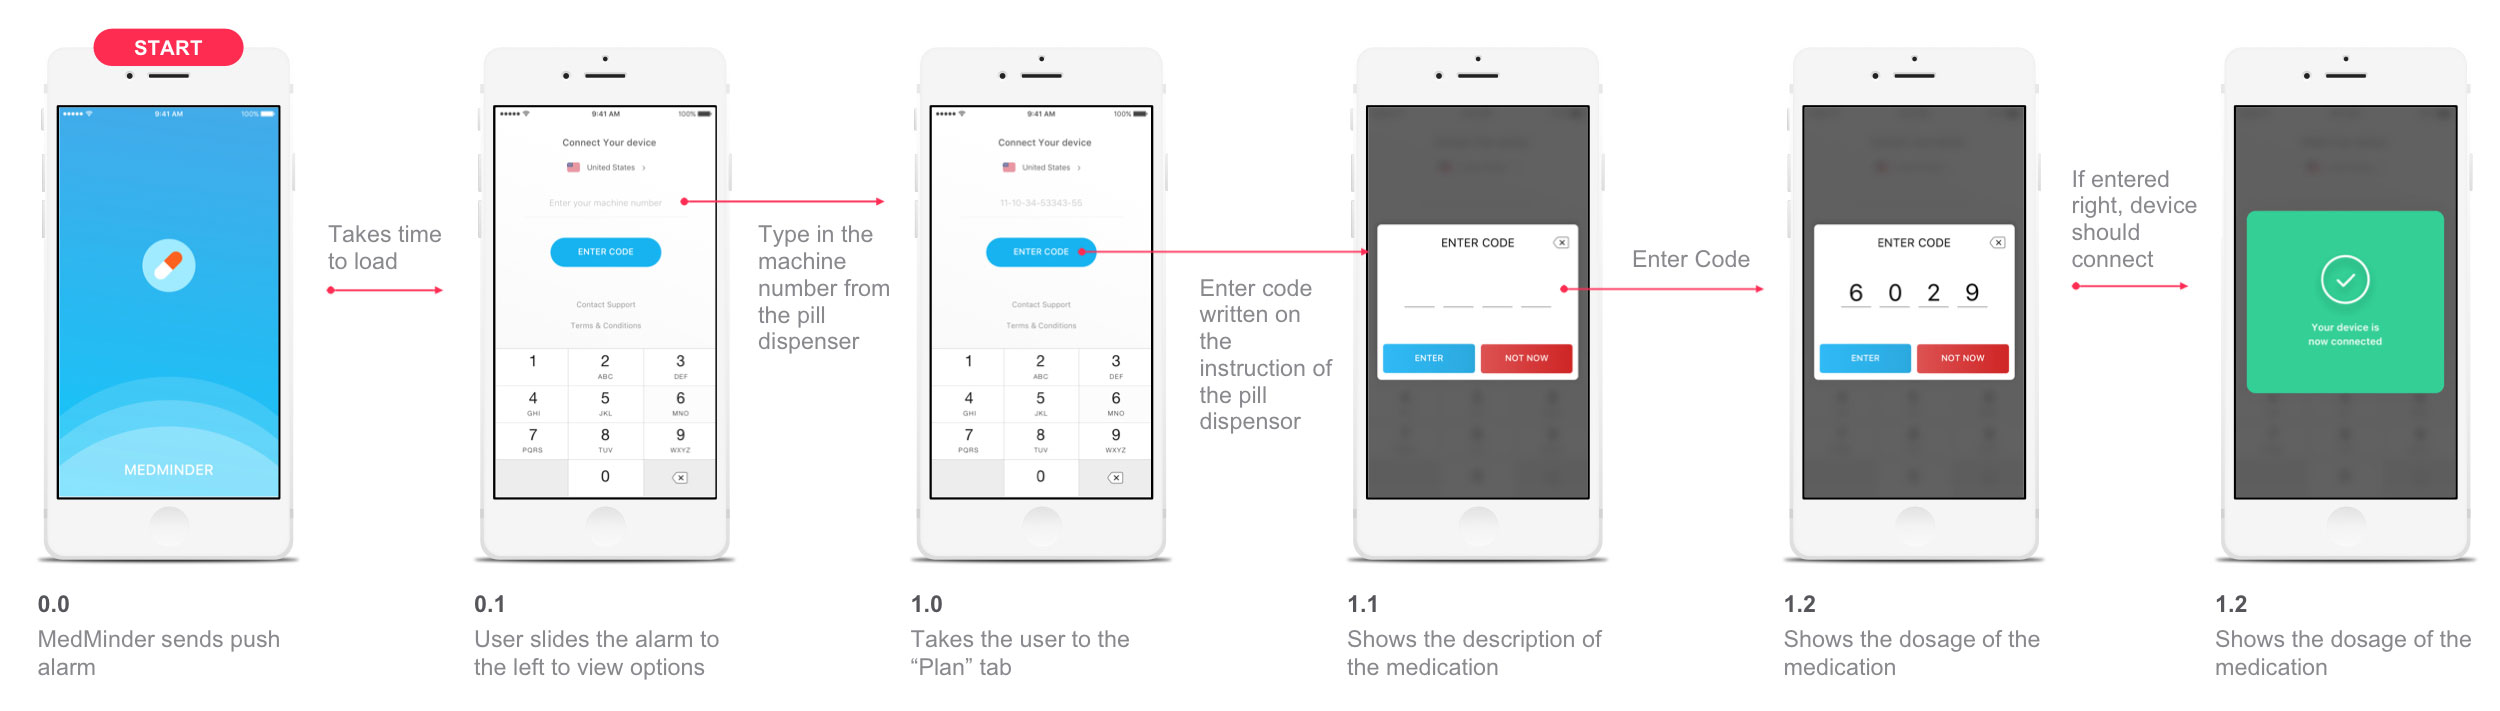 START
9:41 AM 100%
MEDMINDER
0.0
MedMinder sends push
alarm
Takes time
to load
9:41 AM 100%
Connect Your device
United States >
Enter your machine number
ENTER CODE
Contact Support
Terms & Conditions
1 2 3
ABC DEF
4 5 6
GHI JKL MNO
7 8 9
PQRS TUV WXYZ
0
0.1
User slides the alarm to
the left to view options
Type in the
machine
number from
the pill
dispenser
9:41 AM 100%
Connect Your device
United States >
11-10-34-53343-55
ENTER CODE
Contact Support
Terms & Conditions
1 2 3
ABC DEF
4 5 6
GHI JKL MNO
7 8 9
PQRS TUV WXYZ
0
1.0
Takes the user to the
“Plan” tab
Enter code
written on
the
instruction of
the pill
dispensor
ENTER CODE
ENTER NOT NOW
1.1
Shows the description of
the medication
Enter Code
ENTER CODE
6 0 2 9
ENTER NOT NOW
1.2
Shows the dosage of the
medication
If entered
right, device
should
connect
Your device is
now connected
1.2
Shows the dosage of the
medication